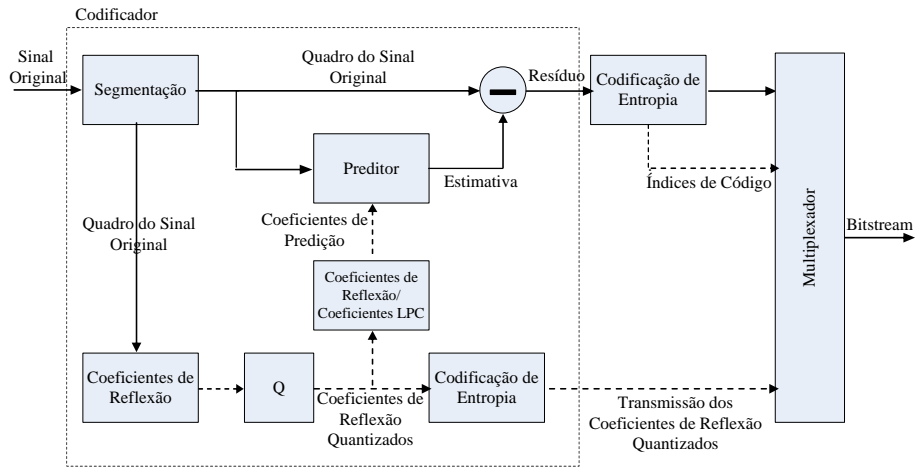 Codificador
Sinal
Original
Segmentação
Quadro do Sinal
Original
Resíduo
Codificação de
Entropia
Preditor
Estimativa
Índices de Código
Quadro do Sinal
Original
Coeficientes de
Predição
Multiplexador
Bitstream
Coeficientes de
Reflexão/
Coeficientes LPC
Coeficientes de
Reflexão
Q
Coeficientes de
Reflexão
Quantizados
Codificação de
Entropia
Transmissão dos
Coeficientes de Reflexão
Quantizados